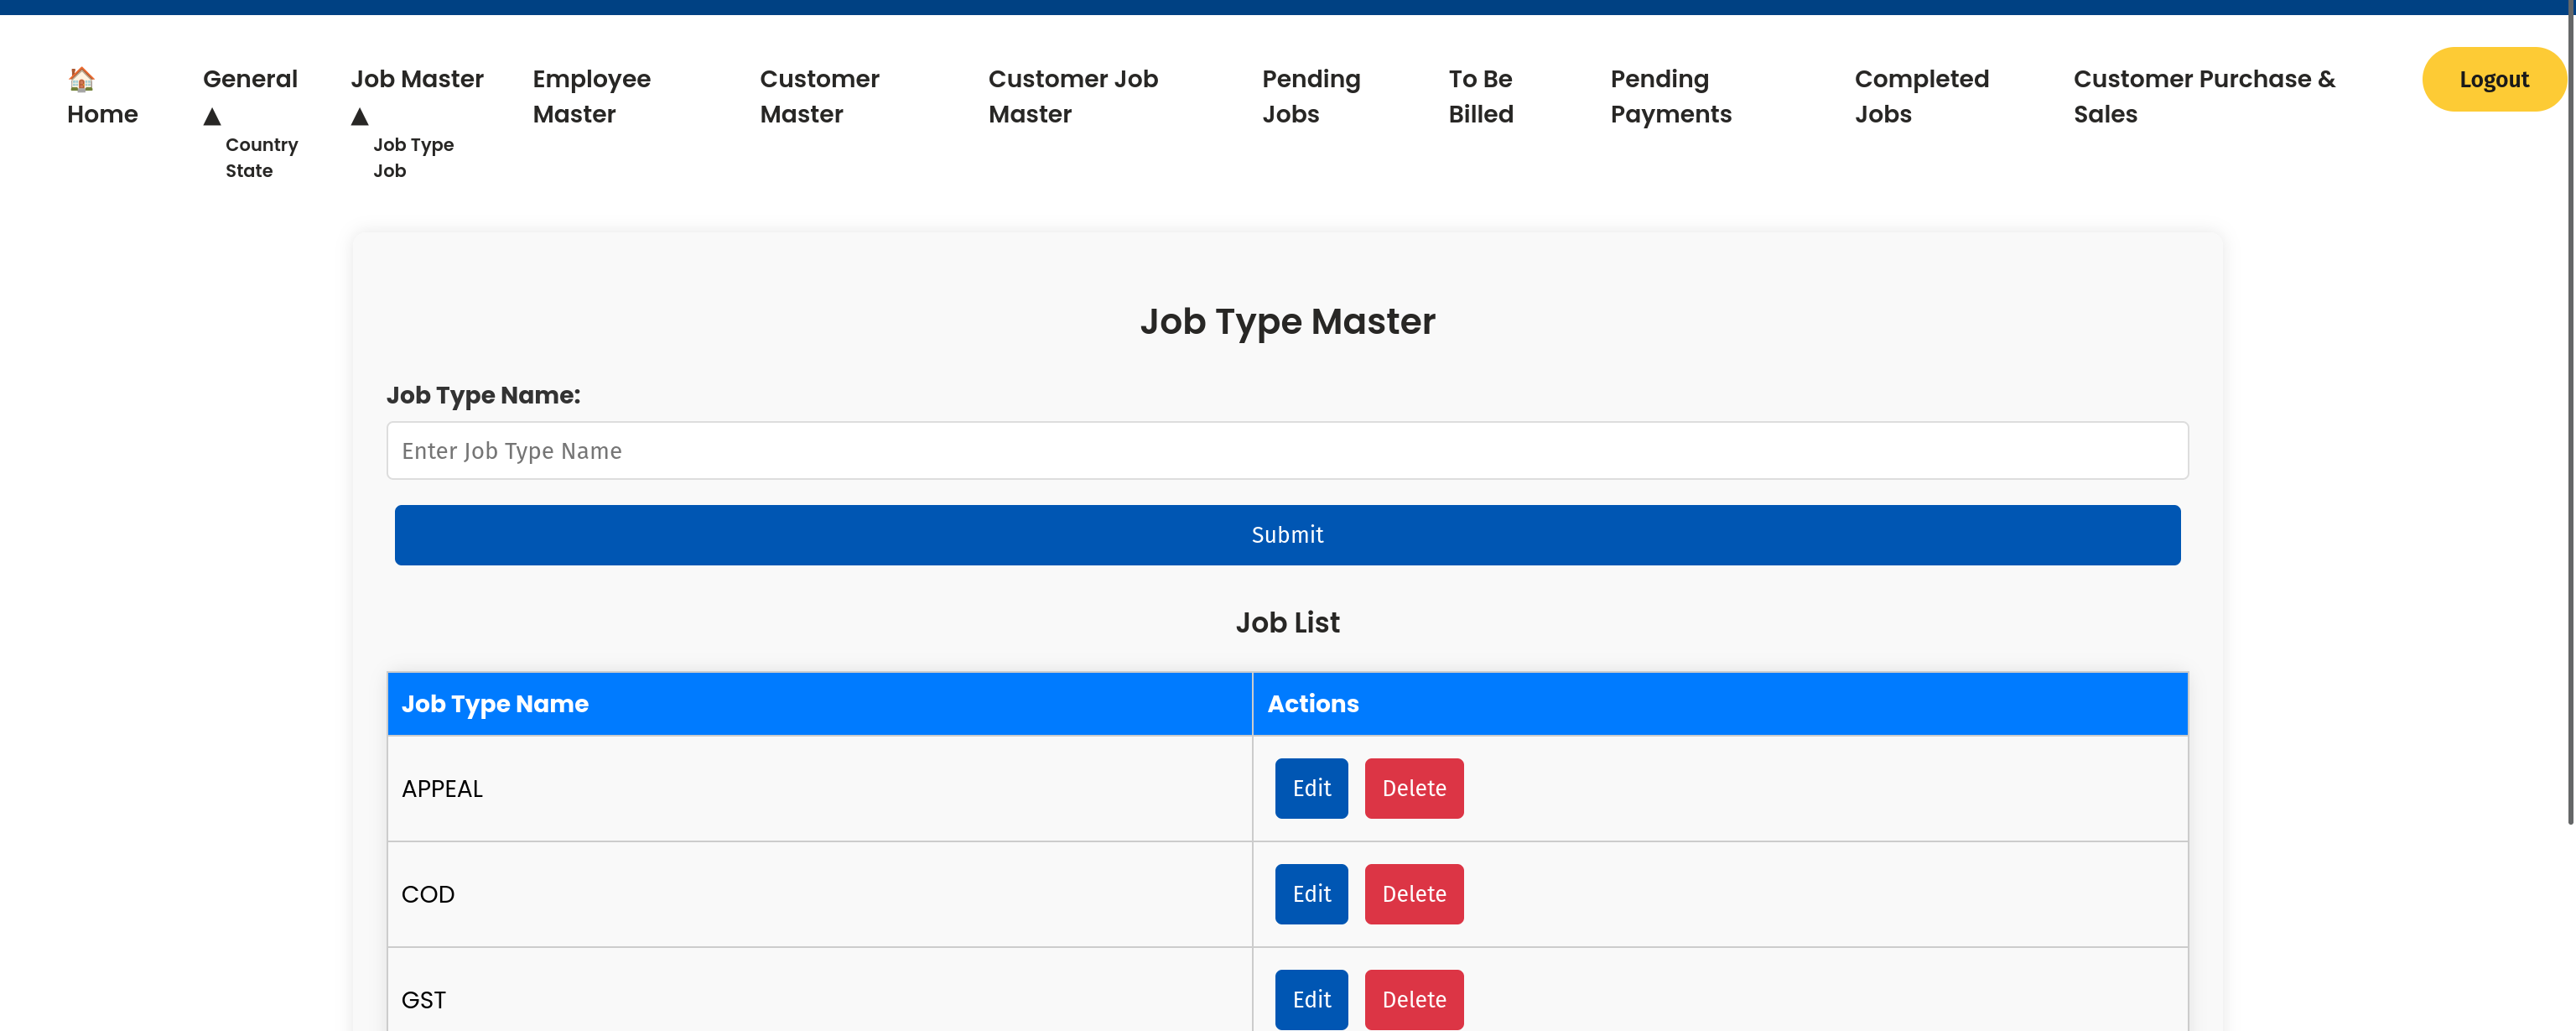 🏠
Home
General
▲
Country
State
Job Master
▲
Job Type
Job
Employee
Master
Customer
Master
Customer Job
Master
Pending
Jobs
To Be
Billed
Pending
Payments
Completed
Jobs
Customer Purchase &
Sales
Logout
Job Type Master
Job Type Name:
Enter Job Type Name
Submit
Job List
Job Type Name Actions
APPEAL Edit Delete
COD Edit Delete
GST Edit Delete